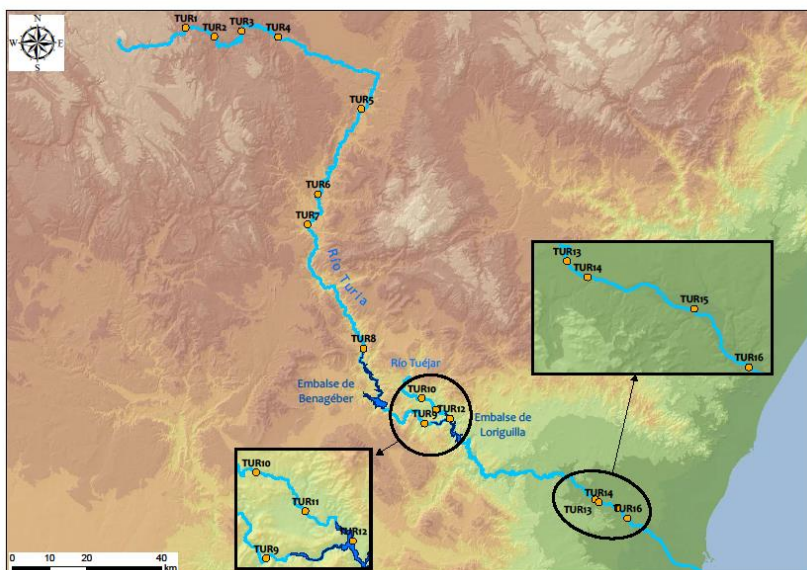 N
W E
S
TUR1
TUR2
TUR3
TUR4
TUR5
TUR6
TUR7
Río Turia
TUR8
Río Tuéjar
Embalse de
Benagéber
TUR10
TUR9
TUR12
Embalse de
Loriguilla
TUR13
TUR14
TUR15
TUR16
TUR10
TUR11
TUR12
TUR9
TUR14
TUR13
TUR16
0 10 20 40
km